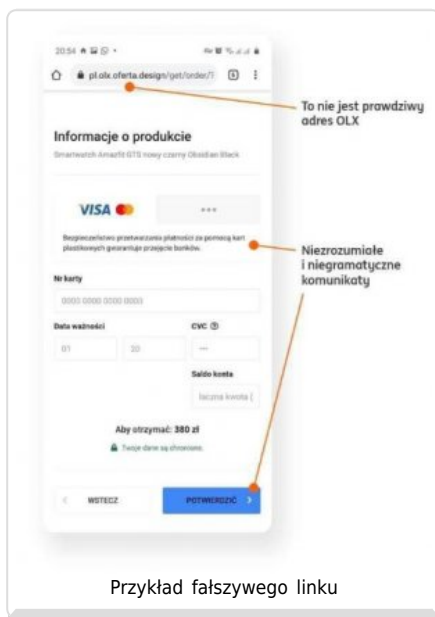 20:54
pl.olx.oferta.design/get/order/?
To nie jest prawdziwy
adres OLX
Informacje o produkcie
Smartwatch Amazfit GTS nowy czarny Obsidian Black
VISA
Bezpieczeństwo przetwarzania płatności za pomocą kart
plastikowych gwarantuje przejęcie banków.
Niezrozumiałe
i niegramatyczne
komunikaty
Nr karty
0000 0000 0000 0000
Data ważności
CVC
01
20
...
Saldo konta
łączna kwota (
Aby otrzymać: 380 zł
Twoje dane są chronione.
WSTECZ
POTWIERDZIĆ
Przykład fałszywego linku